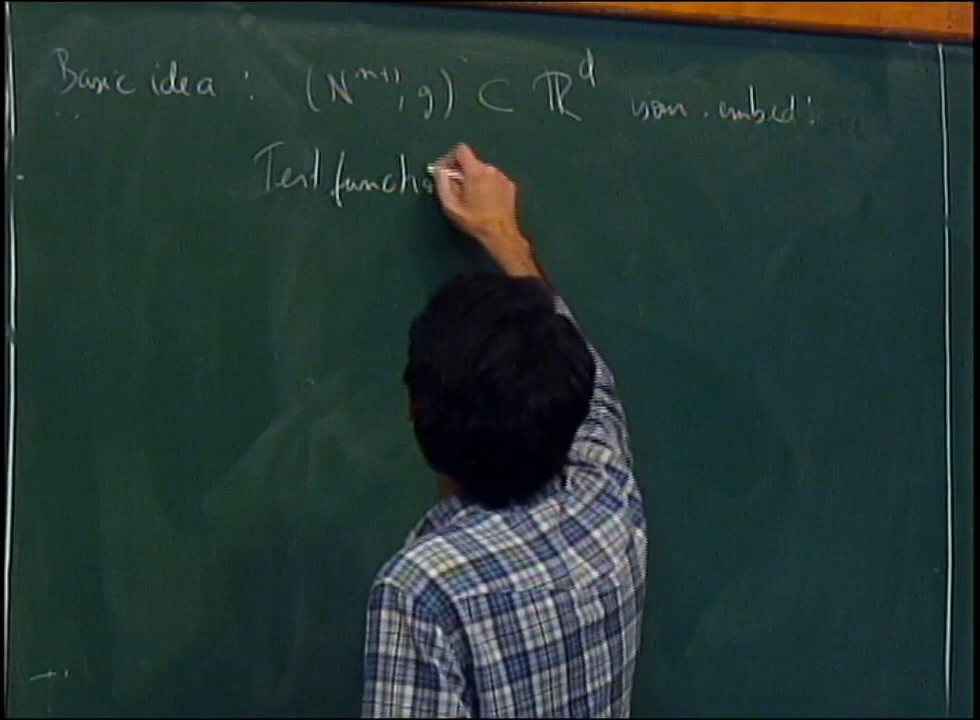 Basic idea : (N^{n+1}, g) ⊂ ℝ^d isom. embed!
Test functio